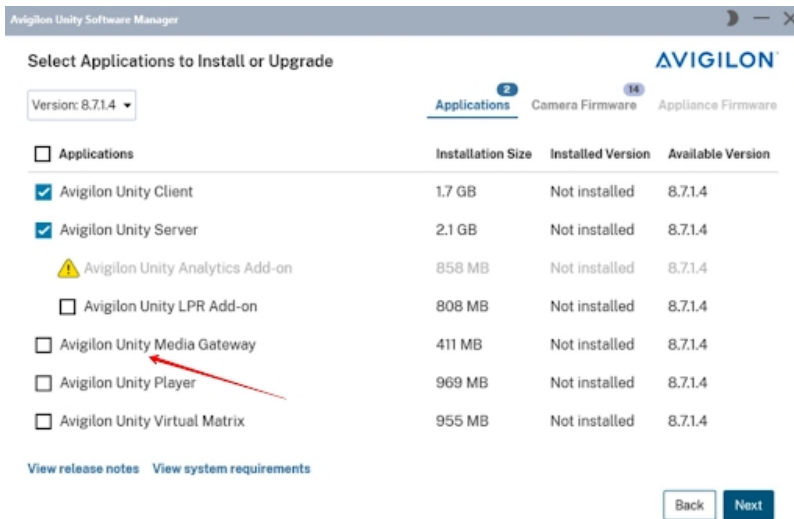 Avigilon Unity Software Manager
Select Applications to Install or Upgrade
AVIGILON
Version: 8.7.1.4
Applications 2
Camera Firmware 14
Appliance Firmware
Applications Installation Size Installed Version Available Version
Avigilon Unity Client 1.7 GB Not installed 8.7.1.4
Avigilon Unity Server 2.1 GB Not installed 8.7.1.4
Avigilon Unity Analytics Add-on 858 MB Not installed 8.7.1.4
Avigilon Unity LPR Add-on 808 MB Not installed 8.7.1.4
Avigilon Unity Media Gateway 411 MB Not installed 8.7.1.4
Avigilon Unity Player 969 MB Not installed 8.7.1.4
Avigilon Unity Virtual Matrix 955 MB Not installed 8.7.1.4
View release notes View system requirements
Back Next